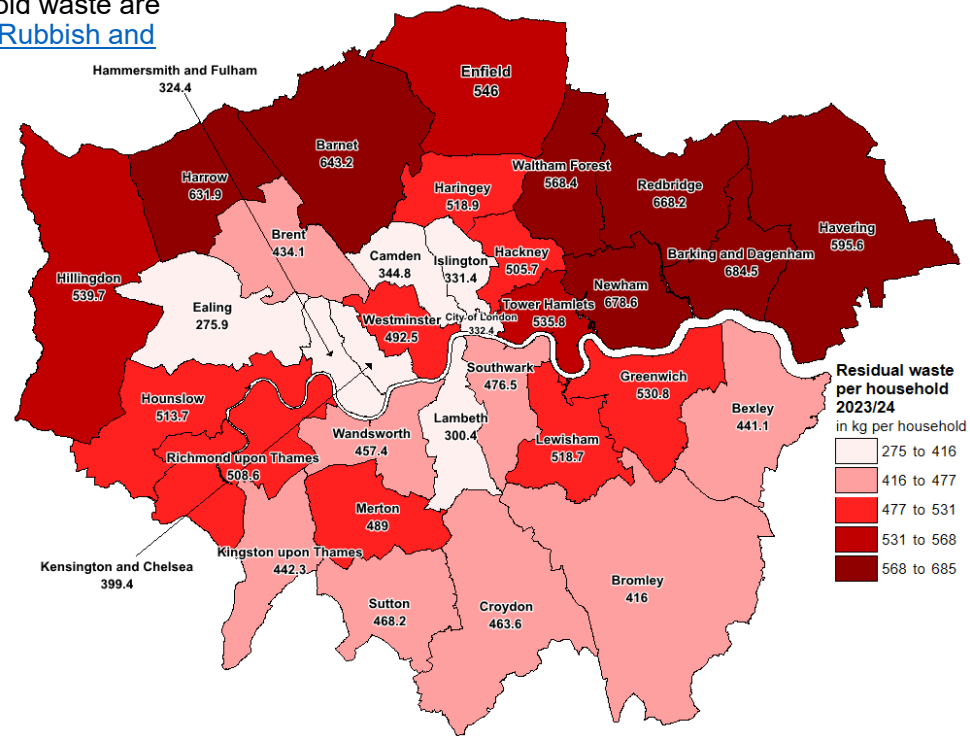 old waste are
Rubbish and
Hammersmith and Fulham
324.4
Enfield
546
Barnet
643.2
Harrow
631.9
Waltham Forest
568.4
Haringey
518.9
Redbridge
668.2
Havering
595.6
Brent
434.1
Camden
344.8
Islington
331.4
Hackney
505.7
Barking and Dagenham
684.5
Hillingdon
539.7
Newham
678.6
Ealing
275.9
Tower Hamlets
535.8
Westminster
492.5
City of London
332.4
Southwark
476.5
Greenwich
530.8
Residual waste
per household
2023/24
in kg per household
275 to 416
416 to 477
477 to 531
531 to 568
568 to 685
Hounslow
513.7
Bexley
441.1
Wandsworth
457.4
Lambeth
300.4
Lewisham
518.7
Richmond upon Thames
508.6
Merton
489
Kingston upon Thames
442.3
Kensington and Chelsea
399.4
Bromley
416
Sutton
468.2
Croydon
463.6